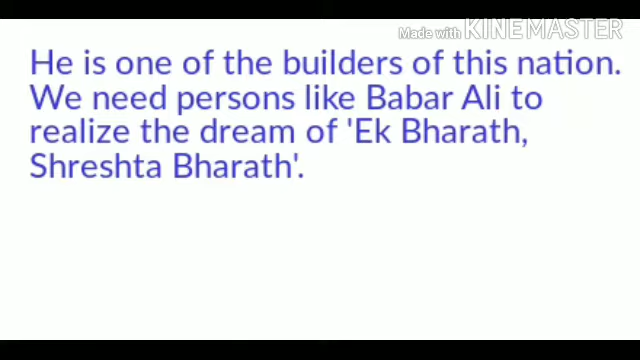 Made with KINEMASTER
He is one of the builders of this nation.
We need persons like Babar Ali to
realize the dream of 'Ek Bharath,
Shreshta Bharath'.